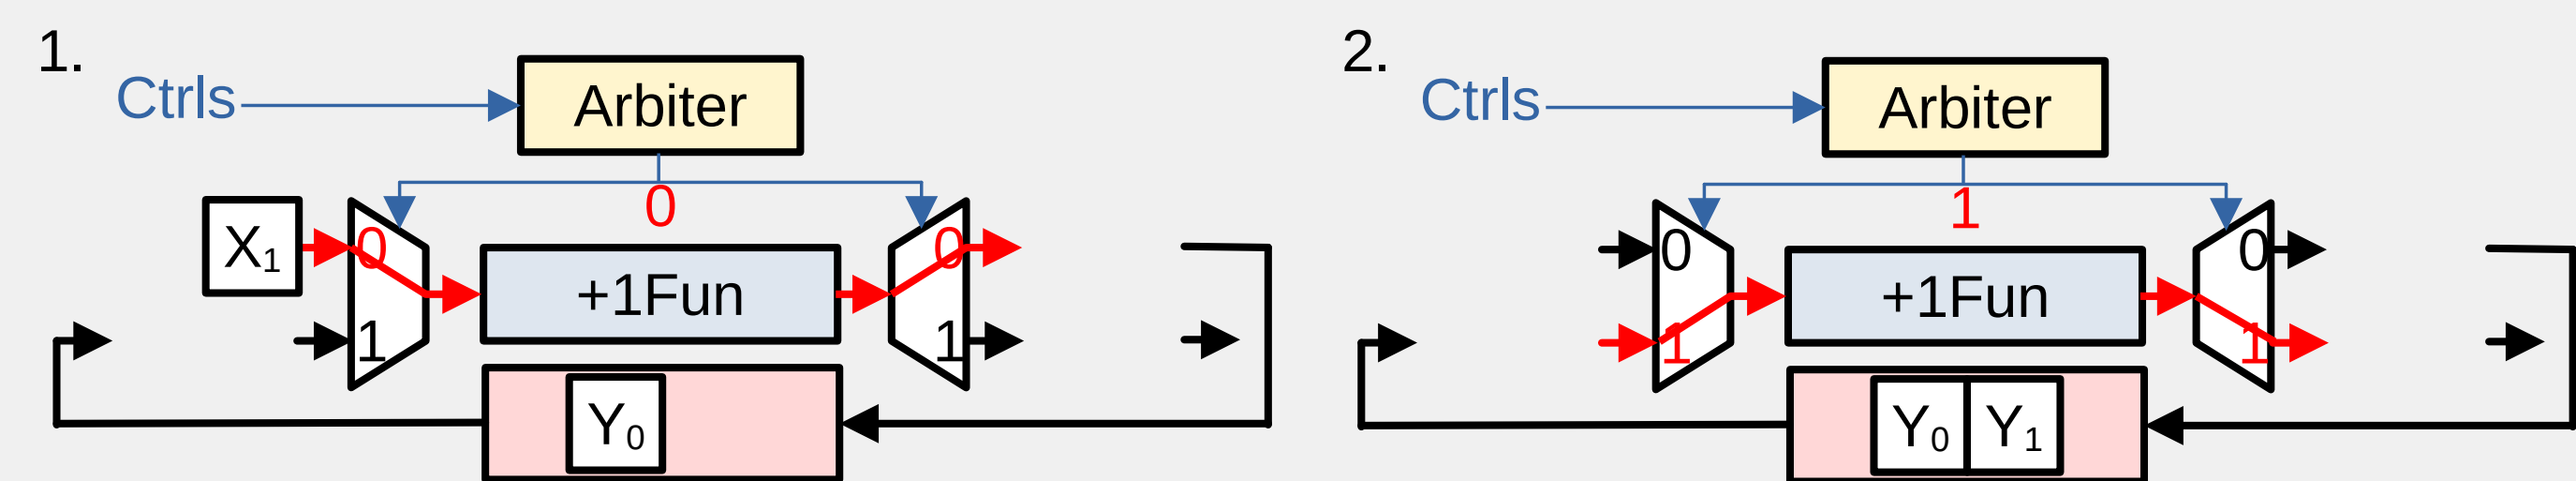 1.
Ctrls
Arbiter
0
X₁
0
1
+1Fun
0
1
Y₀
2.
Ctrls
Arbiter
1
0
1
+1Fun
0
1
Y₀ Y₁